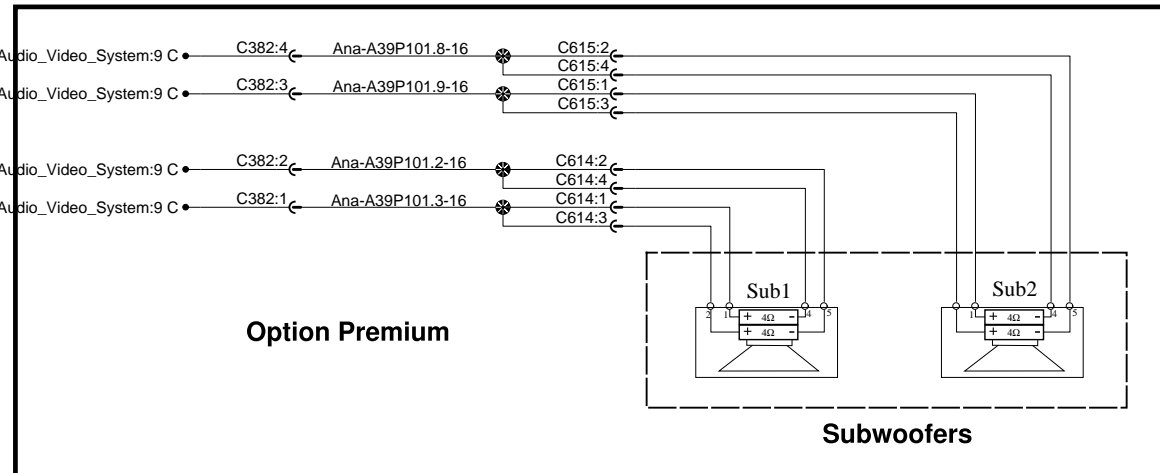 Audio_Video_System:9 C C382:4 Ana-A39P101.8-16 C615:2
C615:4
Audio_Video_System:9 C C382:3 Ana-A39P101.9-16 C615:1
C615:3
Audio_Video_System:9 C C382:2 Ana-A39P101.2-16 C614:2
C614:4
Audio_Video_System:9 C C382:1 Ana-A39P101.3-16 C614:1
C614:3
Sub1 Sub2
2 1 4 5 1 4 5
+ 4Ω - + 4Ω -
+ 4Ω - + 4Ω -
Option Premium
Subwoofers